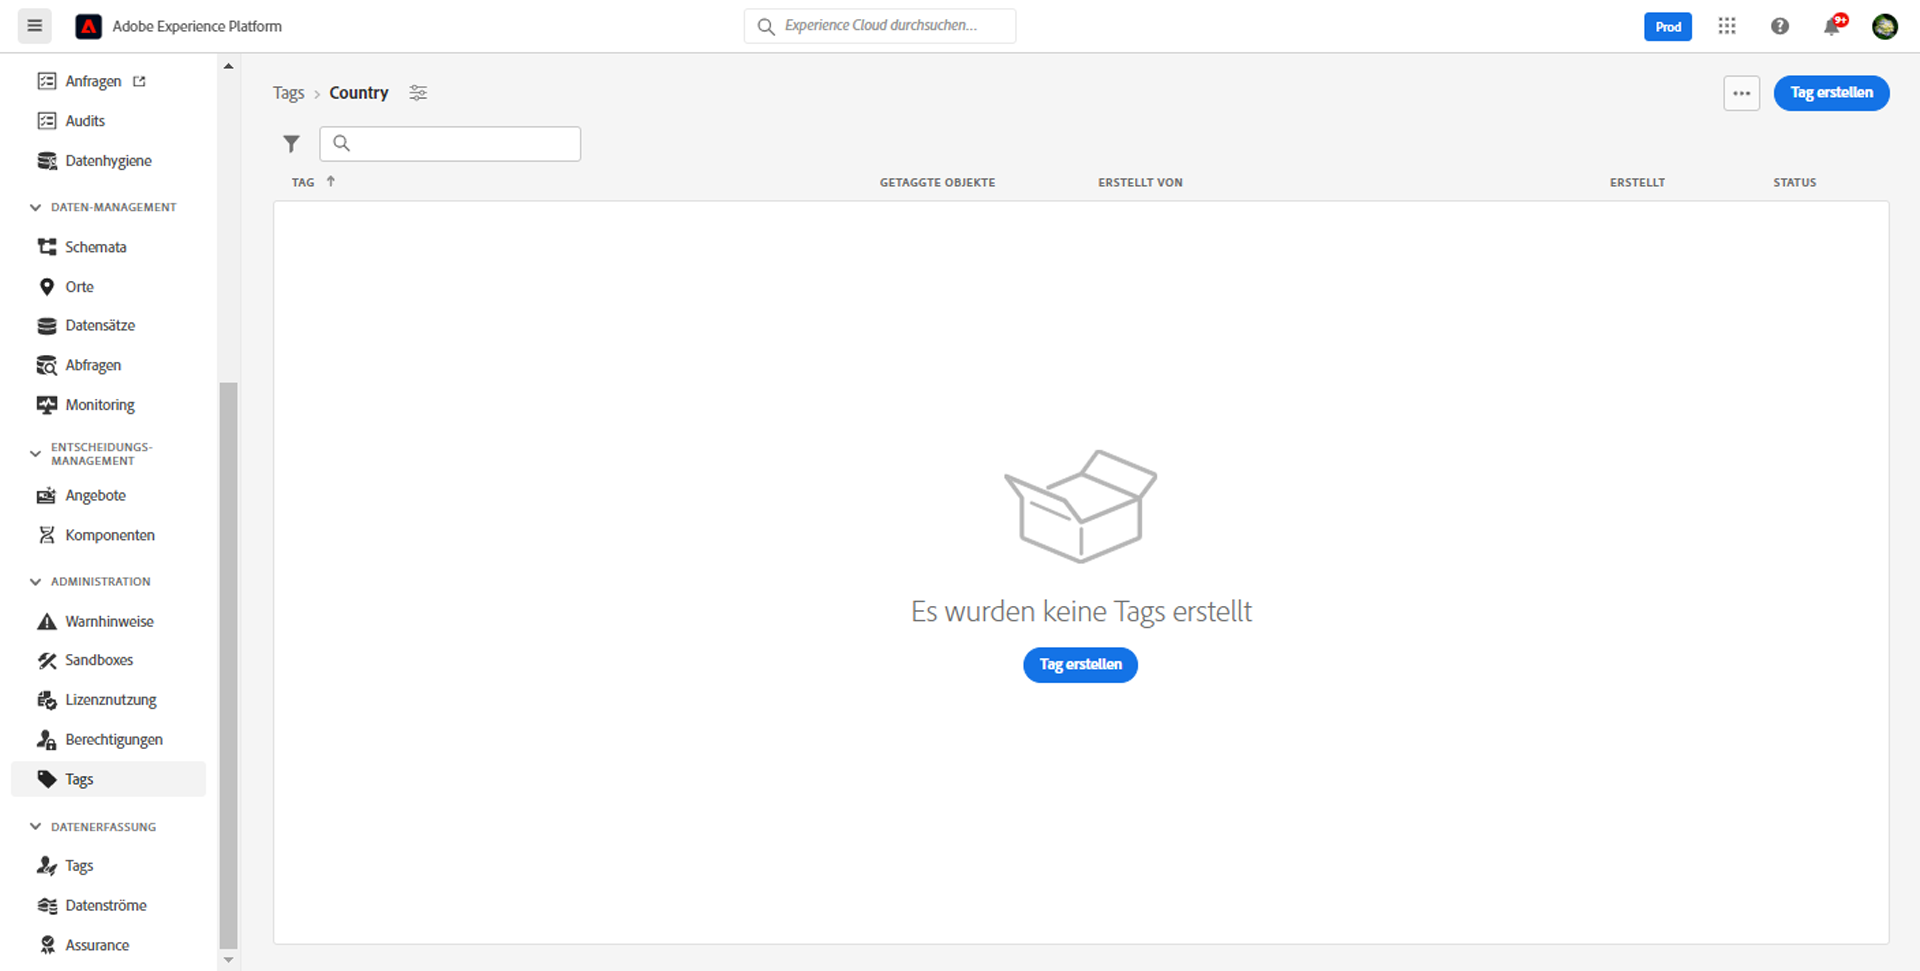 Adobe Experience Platform
Experience Cloud durchsuchen...
Prod
9+
Anfragen
Audits
Datenhygiene
DATEN-MANAGEMENT
Schemata
Orte
Datensätze
Abfragen
Monitoring
ENTSCHEIDUNGS-
MANAGEMENT
Angebote
Komponenten
ADMINISTRATION
Warnhinweise
Sandboxes
Lizenznutzung
Berechtigungen
Tags
DATENERFASSUNG
Tags
Datenströme
Assurance
Tags > Country
Tag erstellen
TAG ↑ GETAGGTE OBJEKTE ERSTELLT VON ERSTELLT STATUS
Es wurden keine Tags erstellt
Tag erstellen